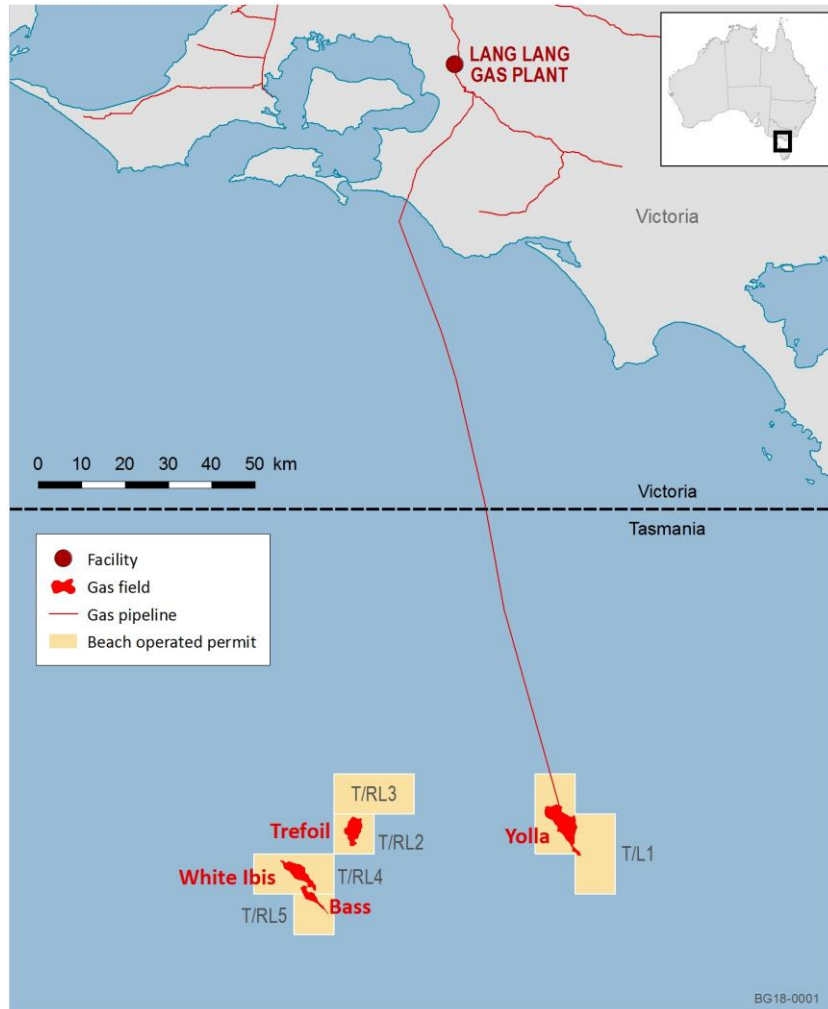 LANG LANG
GAS PLANT
Victoria
0 10 20 30 40 50 km
Victoria
Tasmania
Facility
Gas field
Gas pipeline
Beach operated permit
T/RL3
Trefoil
T/RL2
Yolla
T/L1
White Ibis
T/RL4
T/RL5
Bass
BG18-0001